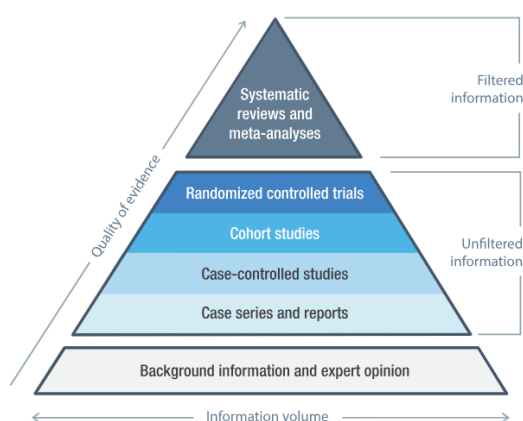 Systematic
reviews and
meta-analyses
Filtered
information
Quality of evidence
Randomized controlled trials
Cohort studies
Unfiltered
information
Case-controlled studies
Case series and reports
Background information and expert opinion
Information volume